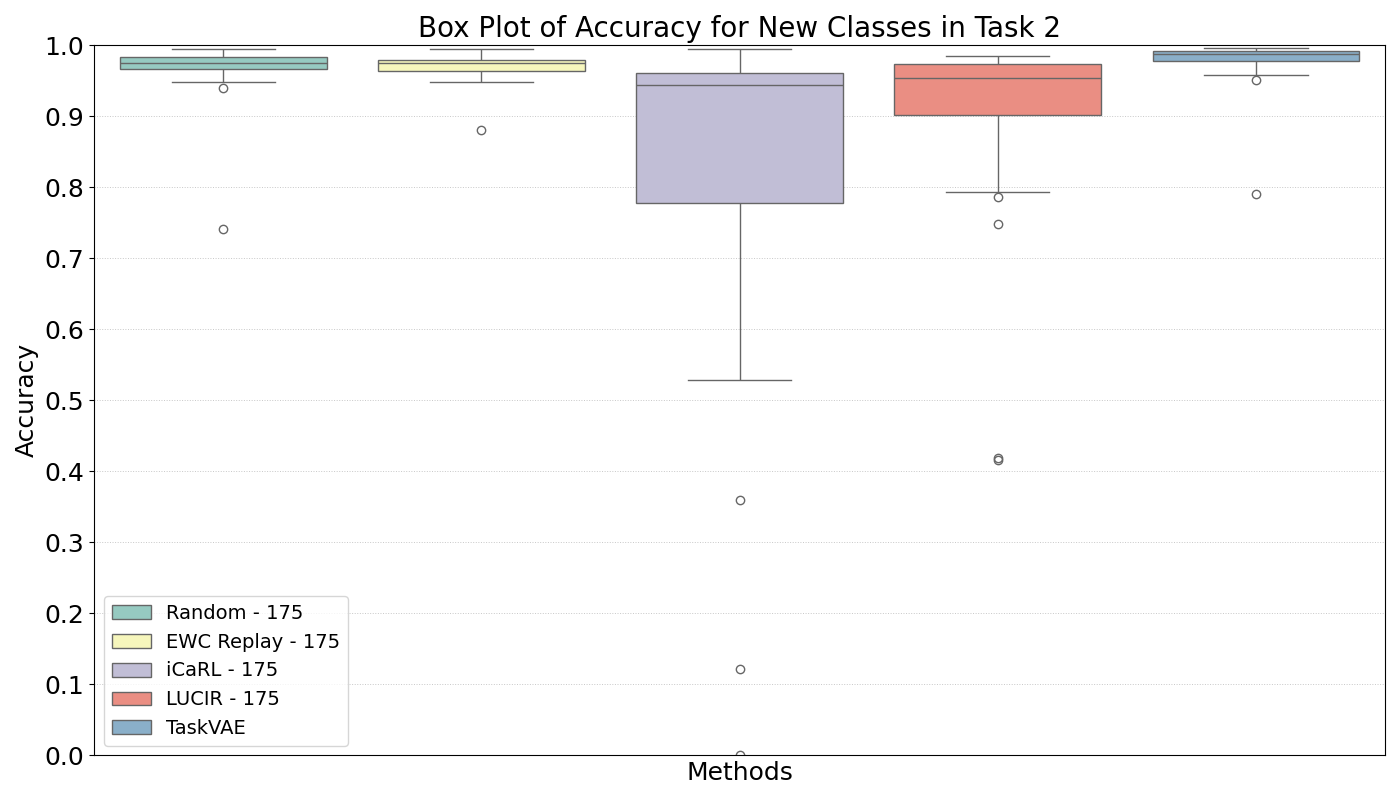 Box Plot of Accuracy for New Classes in Task 2
1.0
0.9
0.8
0.7
0.6
0.5
0.4
0.3
0.2
0.1
0.0
Accuracy
Methods
Random - 175
EWC Replay - 175
iCaRL - 175
LUCIR - 175
TaskVAE